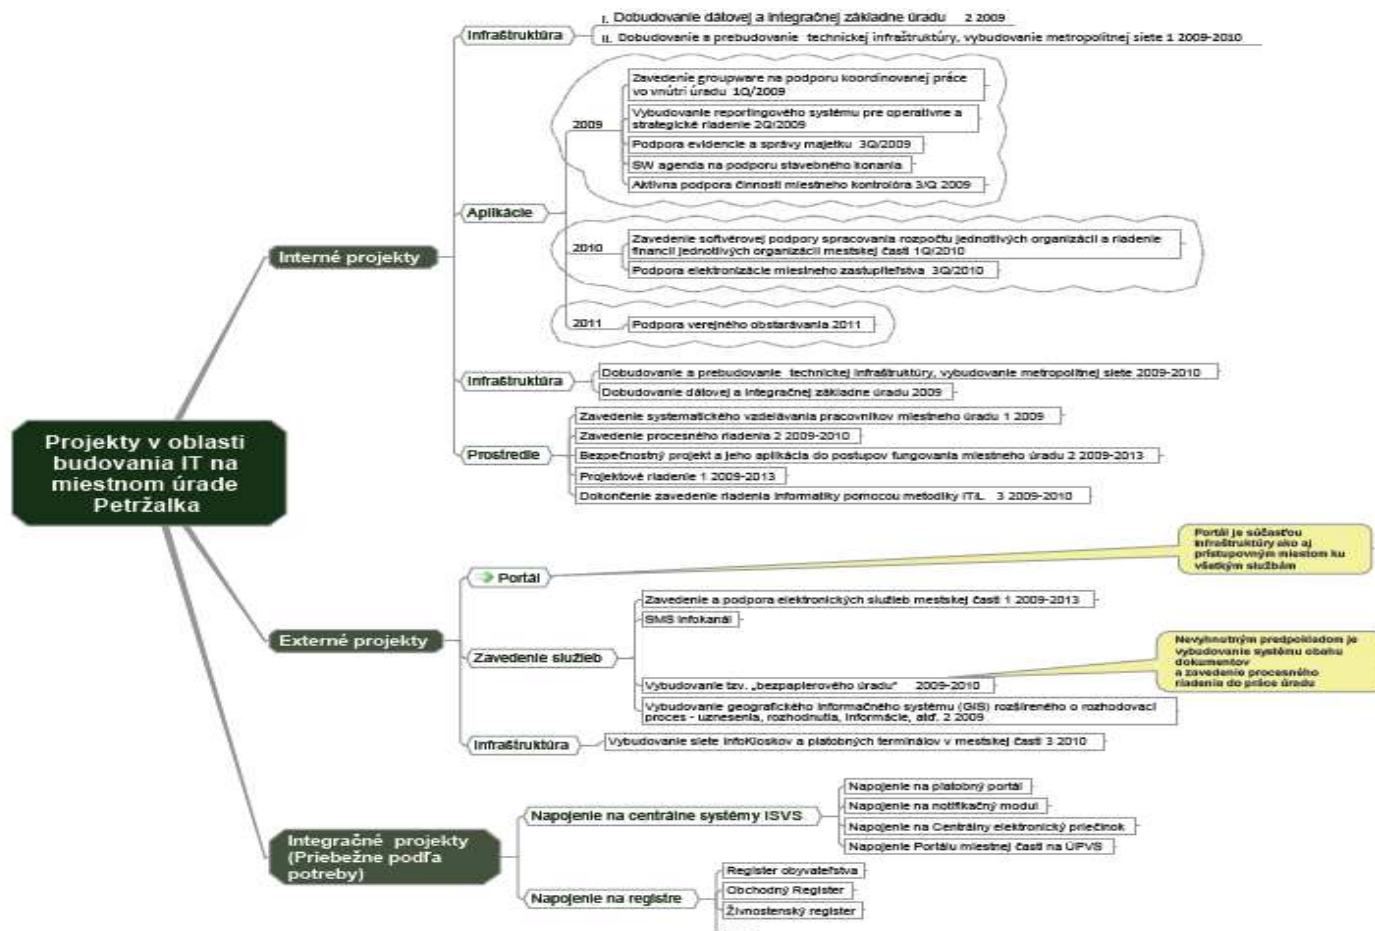 Projekty v oblasti
budovania IT na
miestnom úrade
Petržalka
Interné projekty
Infraštruktúra
I. Dobudovanie dátovej a integračnej základne úradu 2 2009
II. Dobudovanie a prebudovanie technickej infraštruktúry, vybudovanie metropolitnej siete 1 2009-2010
Aplikácie
2009
Zavedenie groupware na podporu koordinovanej práce
vo vnútri úradu 1Q/2009
Vybudovanie reportingového systému pre operatívne a
strategické riadenie 2Q/2009
Podpora evidencie a správy majetku 3Q/2009
SW agenda na podporu stavebného konania
Aktívna podpora činnosti miestneho kontrolóra 3/Q 2009
2010
Zavedenie softvérovej podpory spracovania rozpočtu jednotlivých organizácií a riadenie
financií jednotlivých organizácií mestskej časti 1Q/2010
Podpora elektronizácie miestneho zastupiteľstva 3Q/2010
2011
Podpora verejného obstarávania 2011
Infraštruktúra
Dobudovanie a prebudovanie technickej infraštruktúry, vybudovanie metropolitnej siete 2009-2010
Dobudovanie dátovej a integračnej základne úradu 2009
Prostredie
Zavedenie systematického vzdelávania pracovníkov miestneho úradu 1 2009
Zavedenie procesného riadenia 2 2009-2010
Bezpečnostný projekt a jeho aplikácia do postupov fungovania miestneho úradu 2 2009-2013
Projektové riadenie 1 2009-2013
Dokončenie zavedenie riadenia informatiky pomocou metodiky ITIL 3 2009-2010
Externé projekty
Portál
Portál je súčasťou
infraštruktúry ako aj
prístupovým miestom ku
všetkým službám
Zavedenie služieb
Zavedenie a podpora elektronických služieb mestskej časti 1 2009-2013
SMS infokanál
Vybudovanie tzv. „bezpapierového úradu“ 2009-2010
Nevyhnutným predpokladom je
vybudovanie systému obahu
dokumentov
a zavedenie procesného
riadenia do práce úradu
Vybudovanie geografického informačného systému (GIS) rozšíreného o rozhodovací
proces - uznesenia, rozhodnutia, informácie, atď. 2 2009
Infraštruktúra
Vybudovanie siete InfoKioskov a platobných terminálov v mestskej časti 3 2010
Integračné projekty
(Priebežne podľa
potreby)
Napojenie na centrálne systémy ISVS
Napojenie na platobný portál
Napojenie na notifikačný modul
Napojenie na Centrálny elektronický priečinok
Napojenie Portálu miestnej časti na ÚPVS
Napojenie na registre
Register obyvateľstva
Obchodný Register
Živnostenský register